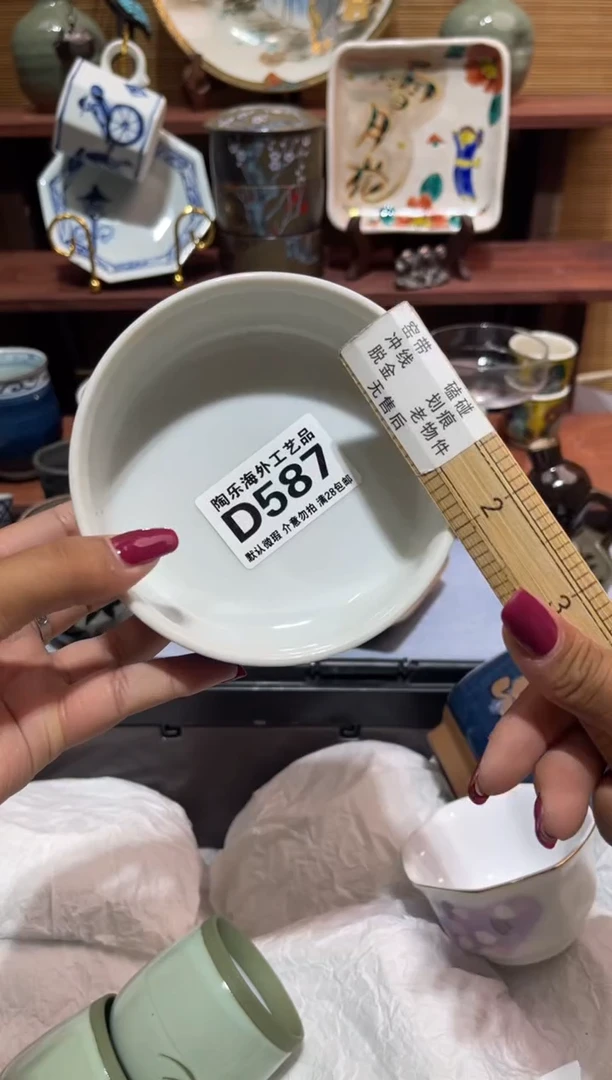 陶乐海外工艺品
D587
默认微瑕 介意勿拍 满28包邮
窑带 磕碰
冲线 划痕
脱金 老物件
无售后
2
3